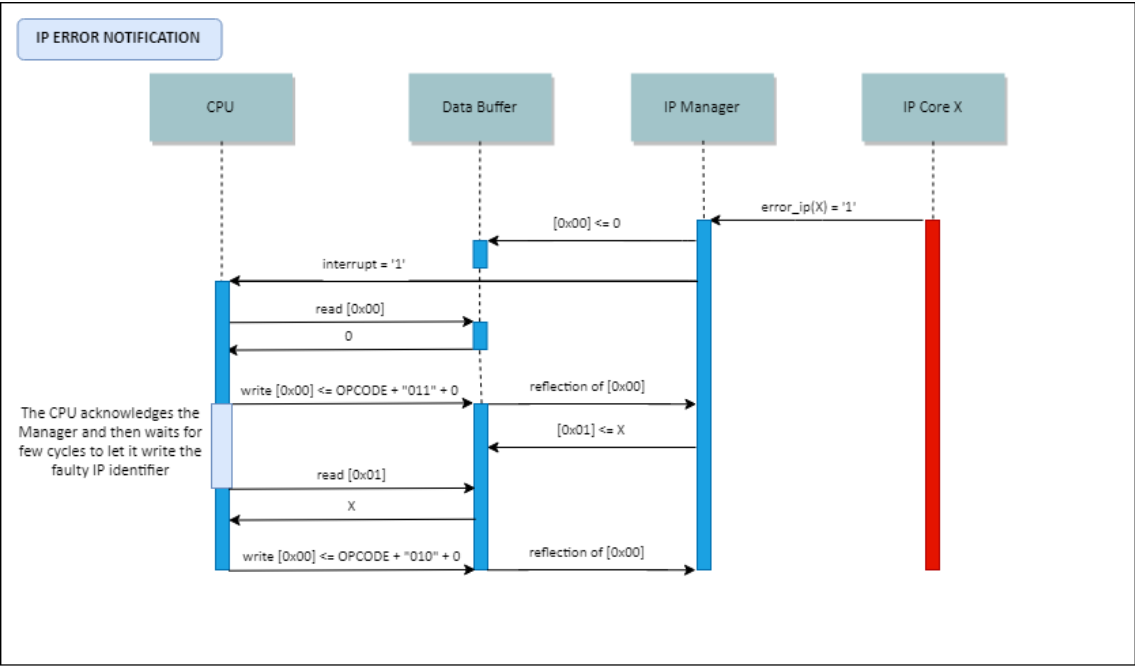 IP ERROR NOTIFICATION
CPU
Data Buffer
IP Manager
IP Core X
error_ip(X) = '1'
[0x00] <= 0
interrupt = '1'
read [0x00]
0
write [0x00] <= OPCODE + "011" + 0
reflection of [0x00]
The CPU acknowledges the
Manager and then waits for
few cycles to let it write the
faulty IP identifier
[0x01] <= X
read [0x01]
X
write [0x00] <= OPCODE + "010" + 0
reflection of [0x00]